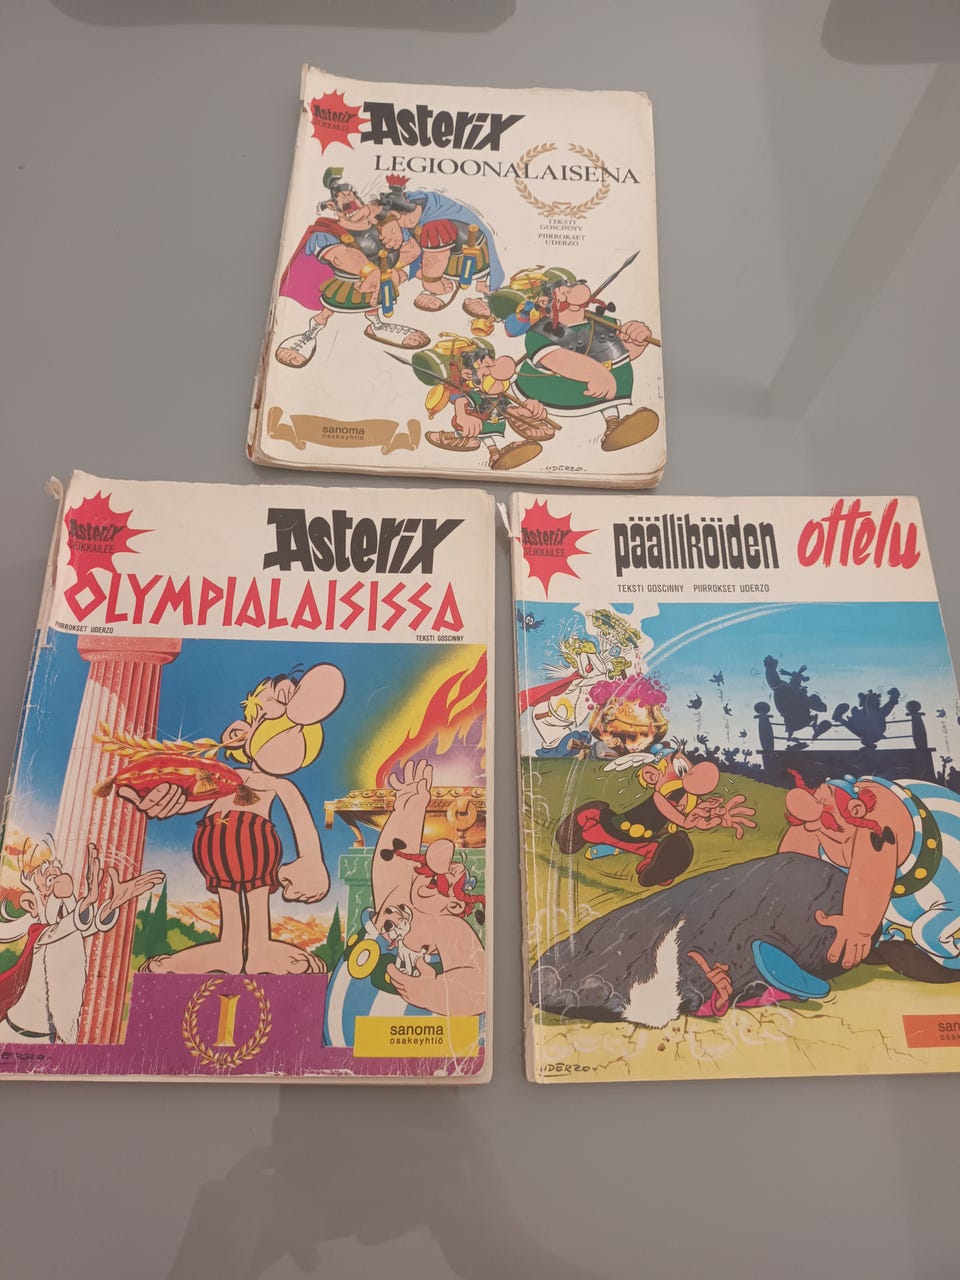 Asterix
SEIKKAILEE
Asterix
LEGIOONALAISENA
TEKSTI
GOSCINNY
PIIRROKSET
UDERZO
sanoma
osakeyhtiö
UDERZO
Asterix
SEIKKAILEE
Asterix
OLYMPIALAISISSA
PIIRROKSET UDERZO
TEKSTI GOSCINNY
I
sanoma
osakeyhtiö
Asterix
SEIKKAILEE
päälliköiden ottelu
TEKSTI GOSCINNY PIIRROKSET UDERZO
UDERZO